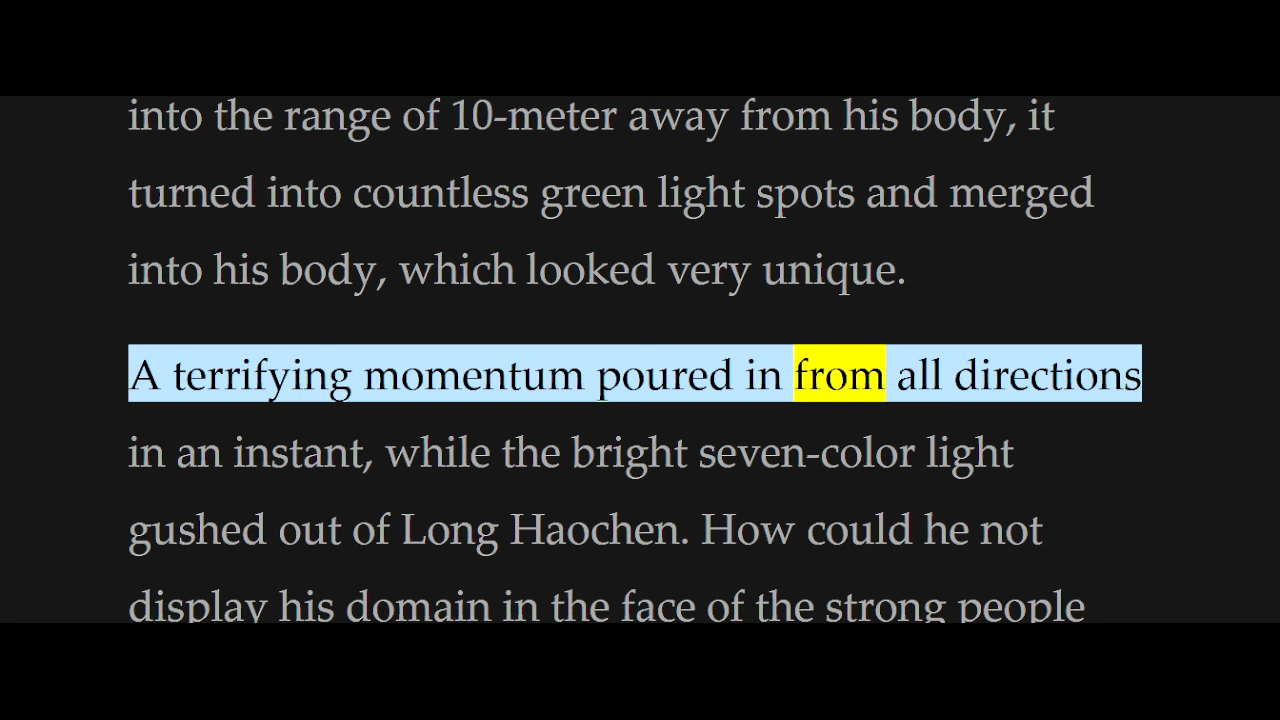 into the range of 10-meter away from his body, it
turned into countless green light spots and merged
into his body, which looked very unique.
A terrifying momentum poured in from all directions
in an instant, while the bright seven-color light
gushed out of Long Haochen. How could he not
display his domain in the face of the strong people